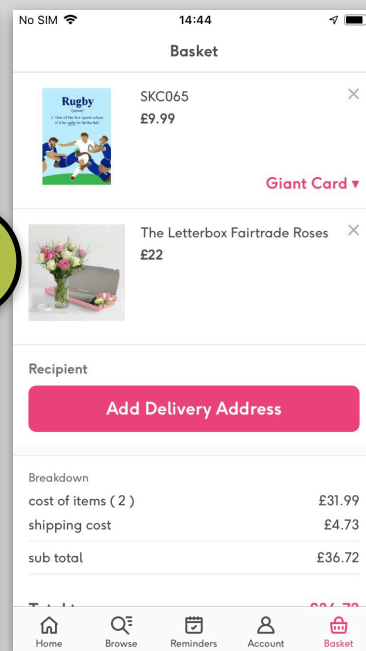 No SIM 14:44
Basket
Rugby
SKC065
£9.99
Giant Card ▾
The Letterbox Fairtrade Roses
£22
Recipient
Add Delivery Address
Breakdown
cost of items ( 2 ) £31.99
shipping cost £4.73
sub total £36.72
Home Browse Reminders Account Basket